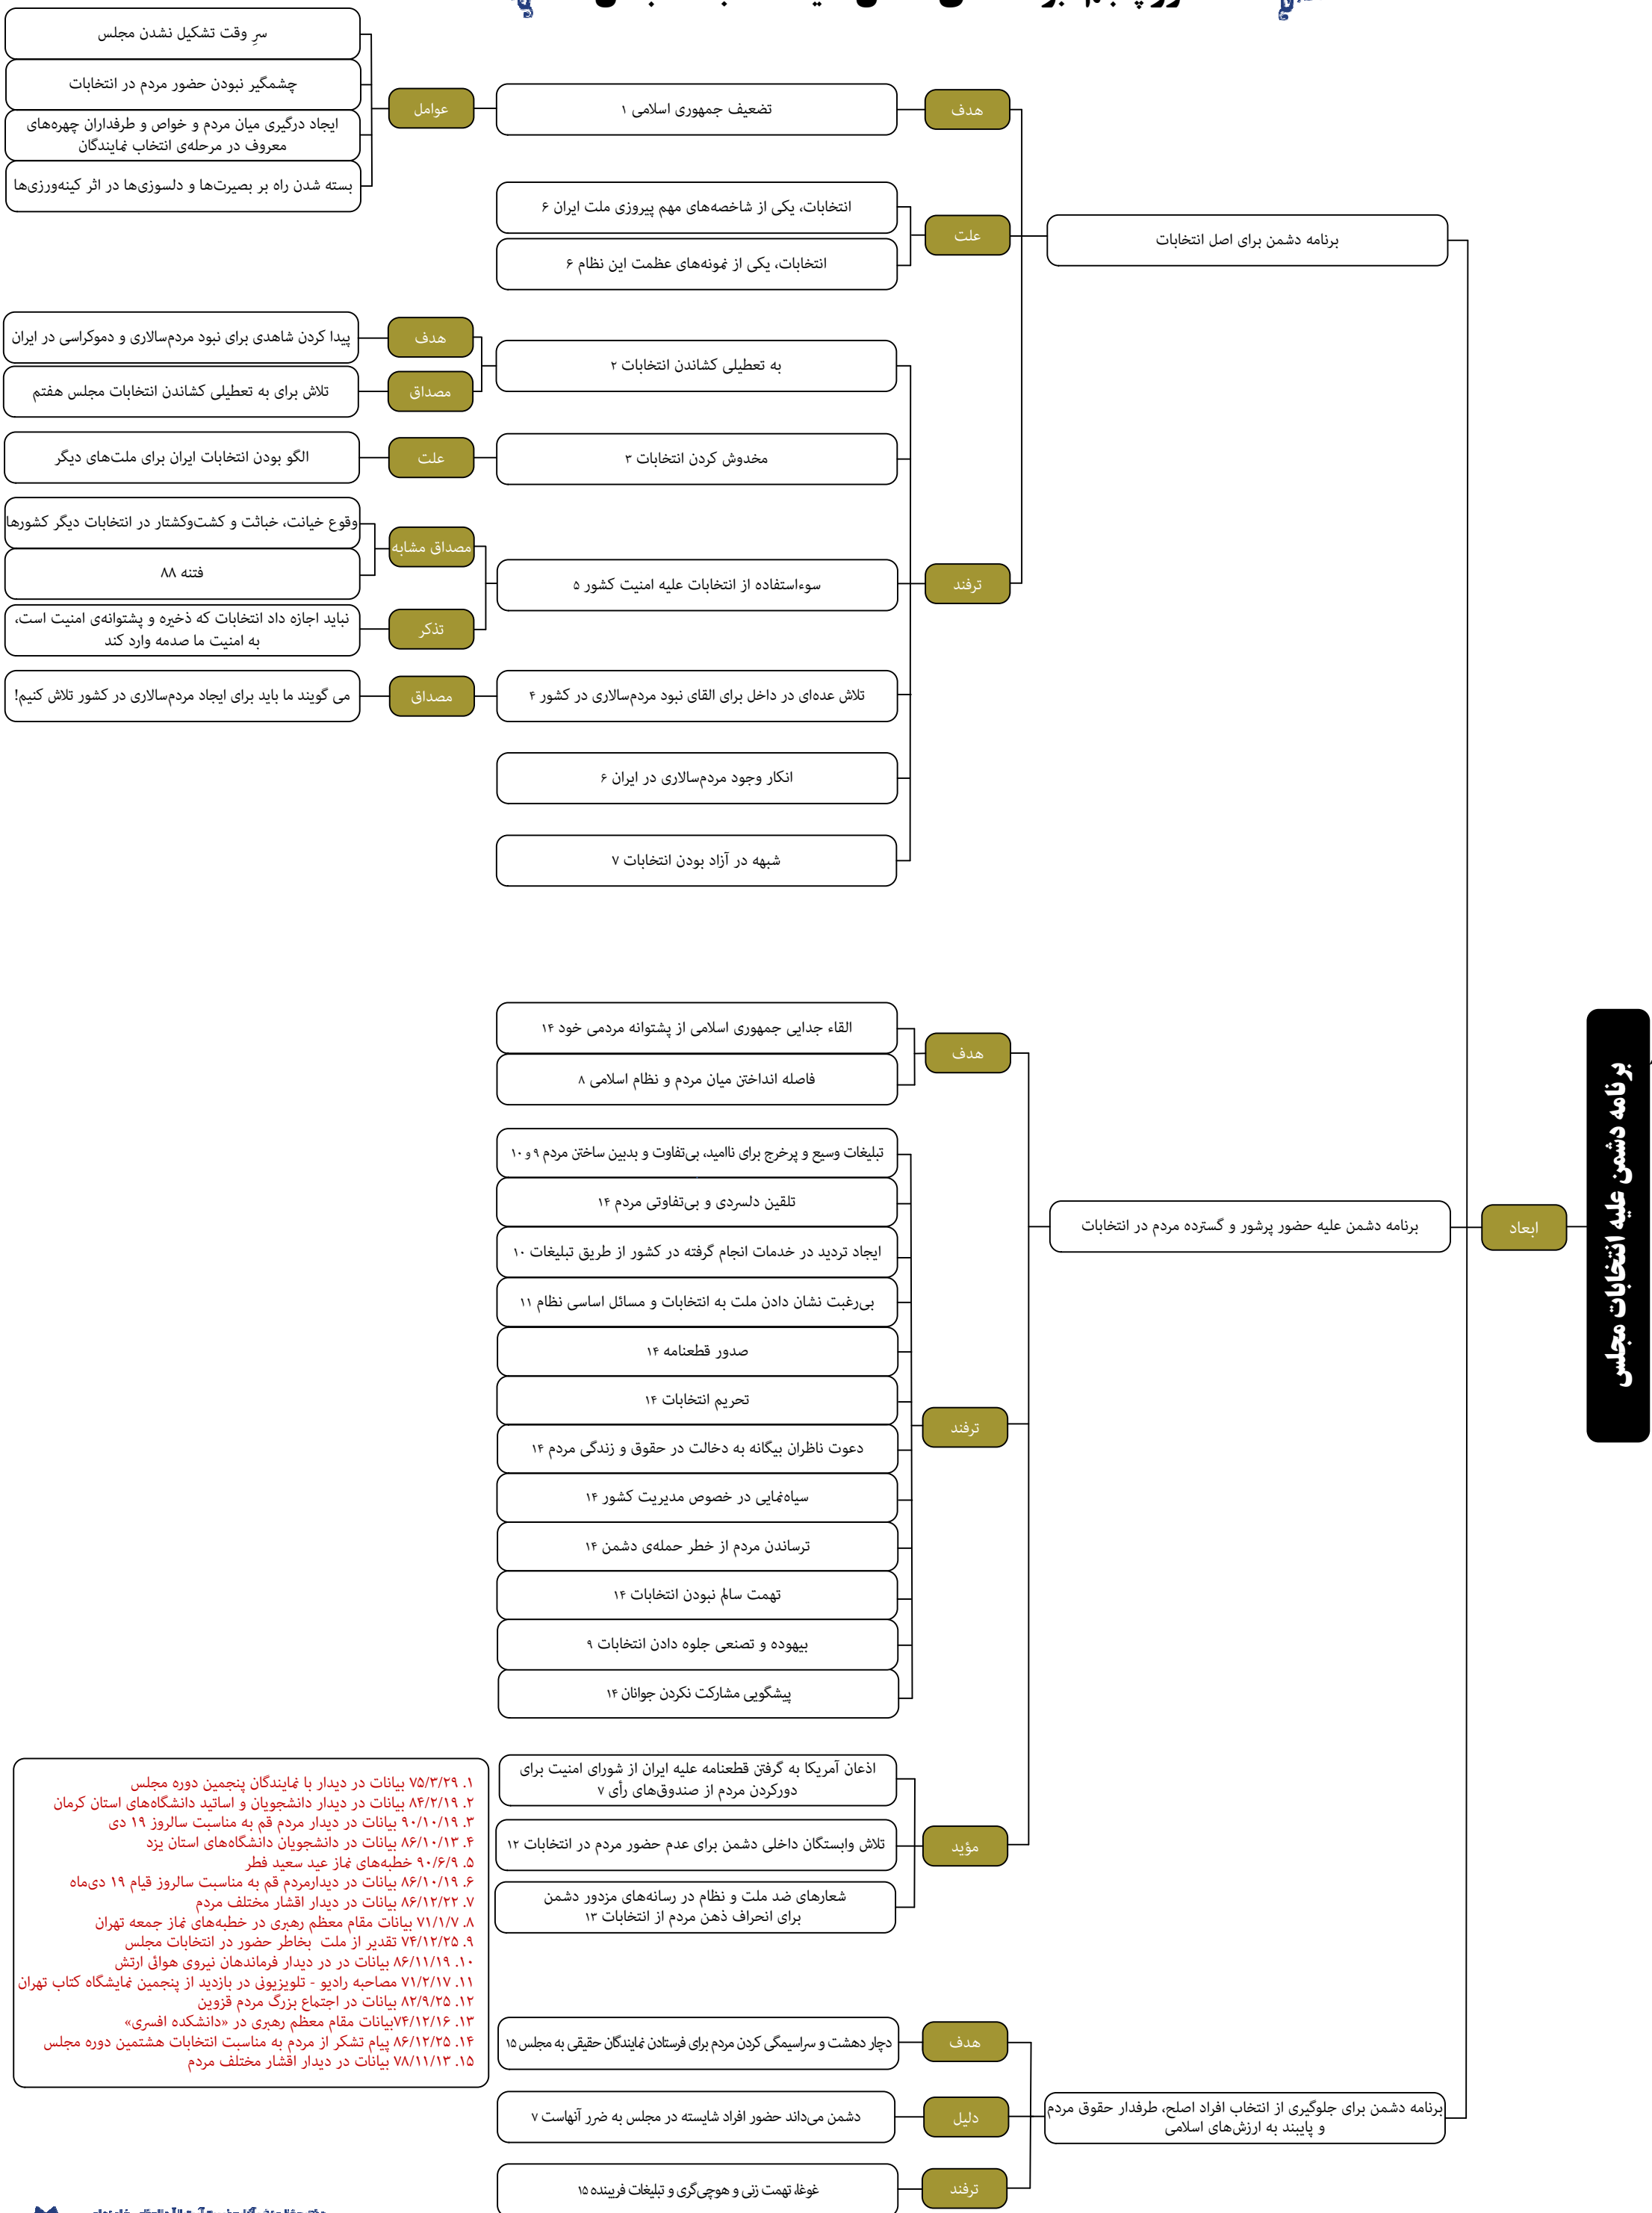 برنامه دشمن علیه انتخابات مجلس
ابعاد
برنامه دشمن برای اصل انتخابات
هدف
تضعیف جمهوری اسلامی ۱
عوامل
سرِ وقت تشکیل نشدن مجلس
چشمگیر نبودن حضور مردم در انتخابات
ایجاد درگیری میان مردم و خواص و طرفداران چهره‌های
معروف در مرحله‌ی انتخاب نمایندگان
بسته شدن راه بر بصیرت‌ها و دلسوزی‌ها در اثر کینه‌ورزی‌ها
علت
انتخابات، یکی از شاخصه‌های مهم پیروزی ملت ایران ۶
انتخابات، یکی از نمونه‌های عظمت این نظام ۶
ترفند
به تعطیلی کشاندن انتخابات ۲
هدف
پیدا کردن شاهدی برای نبود مردم‌سالاری و دموکراسی در ایران
مصداق
تلاش برای به تعطیلی کشاندن انتخابات مجلس هفتم
مخدوش کردن انتخابات ۳
علت
الگو بودن انتخابات ایران برای ملت‌های دیگر
سوءاستفاده از انتخابات علیه امنیت کشور ۵
مصداق مشابه
وقوع خیانت، خباثت و کشت‌وکشتار در انتخابات دیگر کشورها
فتنه ۸۸
تذکر
نباید اجازه داد انتخابات که ذخیره و پشتوانه‌ی امنیت است،
به امنیت ما صدمه وارد کند
تلاش عده‌ای در داخل برای القای نبود مردم‌سالاری در کشور ۴
مصداق
می گویند ما باید برای ایجاد مردم‌سالاری در کشور تلاش کنیم!
انکار وجود مردم‌سالاری در ایران ۶
شبهه در آزاد بودن انتخابات ۷
برنامه دشمن علیه حضور پرشور و گسترده مردم در انتخابات
هدف
القاء جدایی جمهوری اسلامی از پشتوانه مردمی خود ۱۴
فاصله انداختن میان مردم و نظام اسلامی ۸
ترفند
تبلیغات وسیع و پرخرج برای ناامید، بی‌تفاوت و بدبین ساختن مردم ۹ و ۱۰
تلقین دلسردی و بی‌تفاوتی مردم ۱۴
ایجاد تردید در خدمات انجام گرفته در کشور از طریق تبلیغات ۱۰
بی‌رغبت نشان دادن ملت به انتخابات و مسائل اساسی نظام ۱۱
صدور قطعنامه ۱۴
تحریم انتخابات ۱۴
دعوت ناظران بیگانه به دخالت در حقوق و زندگی مردم ۱۴
سیاه‌نمایی در خصوص مدیریت کشور ۱۴
ترساندن مردم از خطر حمله‌ی دشمن ۱۴
تهمت سالم نبودن انتخابات ۱۴
بیهوده و تصنعی جلوه دادن انتخابات ۹
پیشگویی مشارکت نکردن جوانان ۱۴
مؤید
اذعان آمریکا به گرفتن قطعنامه علیه ایران از شورای امنیت برای
دورکردن مردم از صندوق‌های رأی ۷
تلاش وابستگان داخلی دشمن برای عدم حضور مردم در انتخابات ۱۲
شعارهای ضد ملت و نظام در رسانه‌های مزدور دشمن
برای انحراف ذهن مردم از انتخابات ۱۳
برنامه دشمن برای جلوگیری از انتخاب افراد اصلح، طرفدار حقوق مردم
و پایبند به ارزش‌های اسلامی
هدف
دچار دهشت و سراسیمگی کردن مردم برای فرستادن نمایندگان حقیقی به مجلس ۱۵
دلیل
دشمن می‌داند حضور افراد شایسته در مجلس به ضرر آنهاست ۷
ترفند
غوغا، تهمت زنی و هوچی‌گری و تبلیغات فریبنده ۱۵
۱. ۷۵/۳/۲۹ بیانات در دیدار با نمایندگان پنجمین دوره مجلس
۲. ۸۴/۲/۱۹ بیانات در دیدار دانشجویان و اساتید دانشگاه‌های استان کرمان
۳. ۹۰/۱۰/۱۹ بیانات در دیدار مردم قم به مناسبت سالروز ۱۹ دی
۴. ۸۶/۱۰/۱۳ بیانات در دانشجویان دانشگاه‌های استان یزد
۵. ۹۰/۶/۹ خطبه‌های نماز عید سعید فطر
۶. ۸۶/۱۰/۱۹ بیانات در دیدارمردم قم به مناسبت سالروز قیام ۱۹ دی‌ماه
۷. ۸۶/۱۲/۲۲ بیانات در دیدار اقشار مختلف مردم
۸. ۷۱/۱/۷ بیانات مقام معظم رهبری در خطبه‌های نماز جمعه تهران
۹. ۷۴/۱۲/۲۵ تقدیر از ملت بخاطر حضور در انتخابات مجلس
۱۰. ۸۶/۱۱/۱۹ بیانات در در دیدار فرماندهان نیروی هوائی ارتش
۱۱. ۷۱/۲/۱۷ مصاحبه رادیو - تلویزیونی در بازدید از پنجمین نمایشگاه کتاب تهران
۱۲. ۸۲/۹/۲۵ بیانات در اجتماع بزرگ مردم قزوین
۱۳. ۷۴/۱۲/۱۶بیانات مقام معظم رهبری در «دانشکده افسری»
۱۴. ۸۶/۱۲/۲۵ پیام تشکر از مردم به مناسبت انتخابات هشتمین دوره مجلس
۱۵. ۷۸/۱۱/۱۳ بیانات در دیدار اقشار مختلف مردم